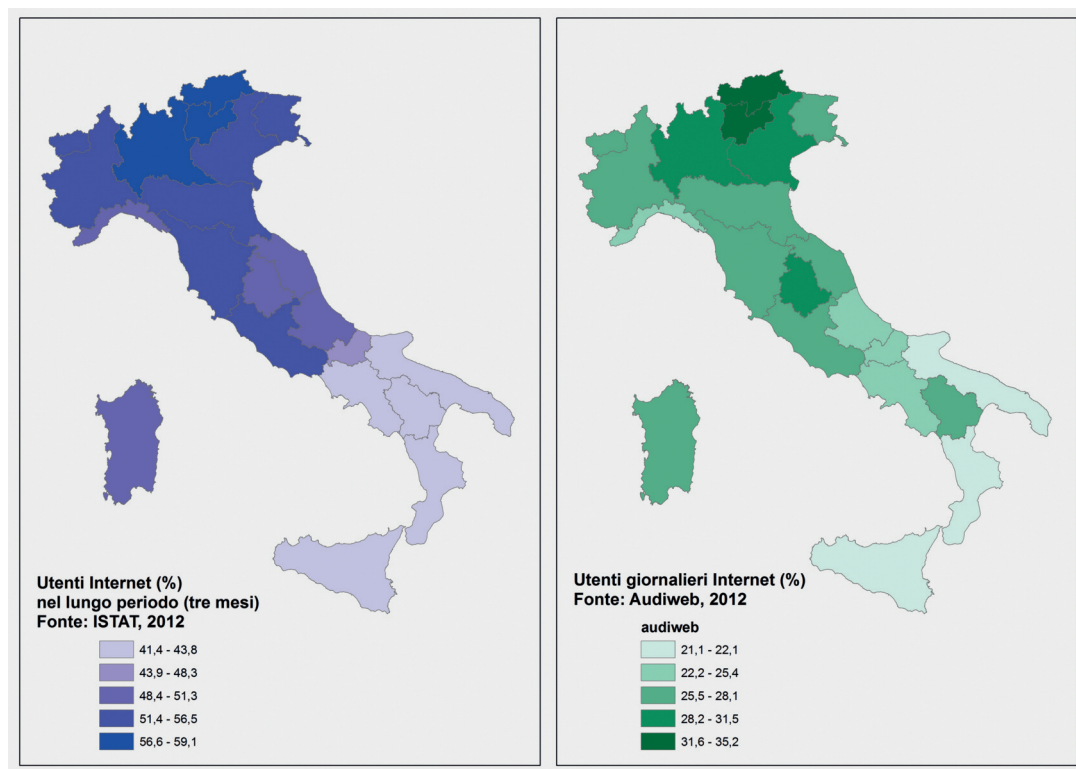 Utenti Internet (%)
nel lungo periodo (tre mesi)
Fonte: ISTAT, 2012
41,4 - 43,8
43,9 - 48,3
48,4 - 51,3
51,4 - 56,5
56,6 - 59,1
Utenti giornalieri Internet (%)
Fonte: Audiweb, 2012
audiweb
21,1 - 22,1
22,2 - 25,4
25,5 - 28,1
28,2 - 31,5
31,6 - 35,2